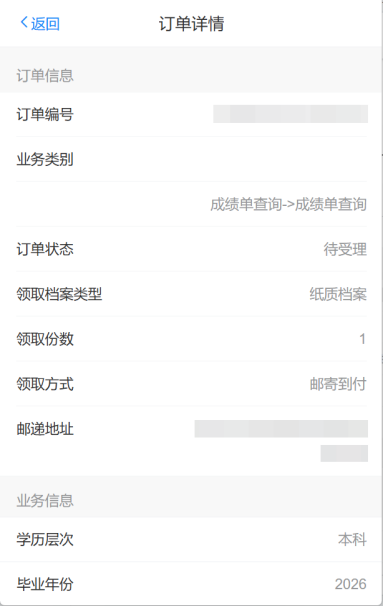 返回
订单详情
订单信息
订单编号
业务类别
成绩单查询->成绩单查询
订单状态 待受理
领取档案类型 纸质档案
领取份数 1
领取方式 邮寄到付
邮递地址
业务信息
学历层次 本科
毕业年份 2026